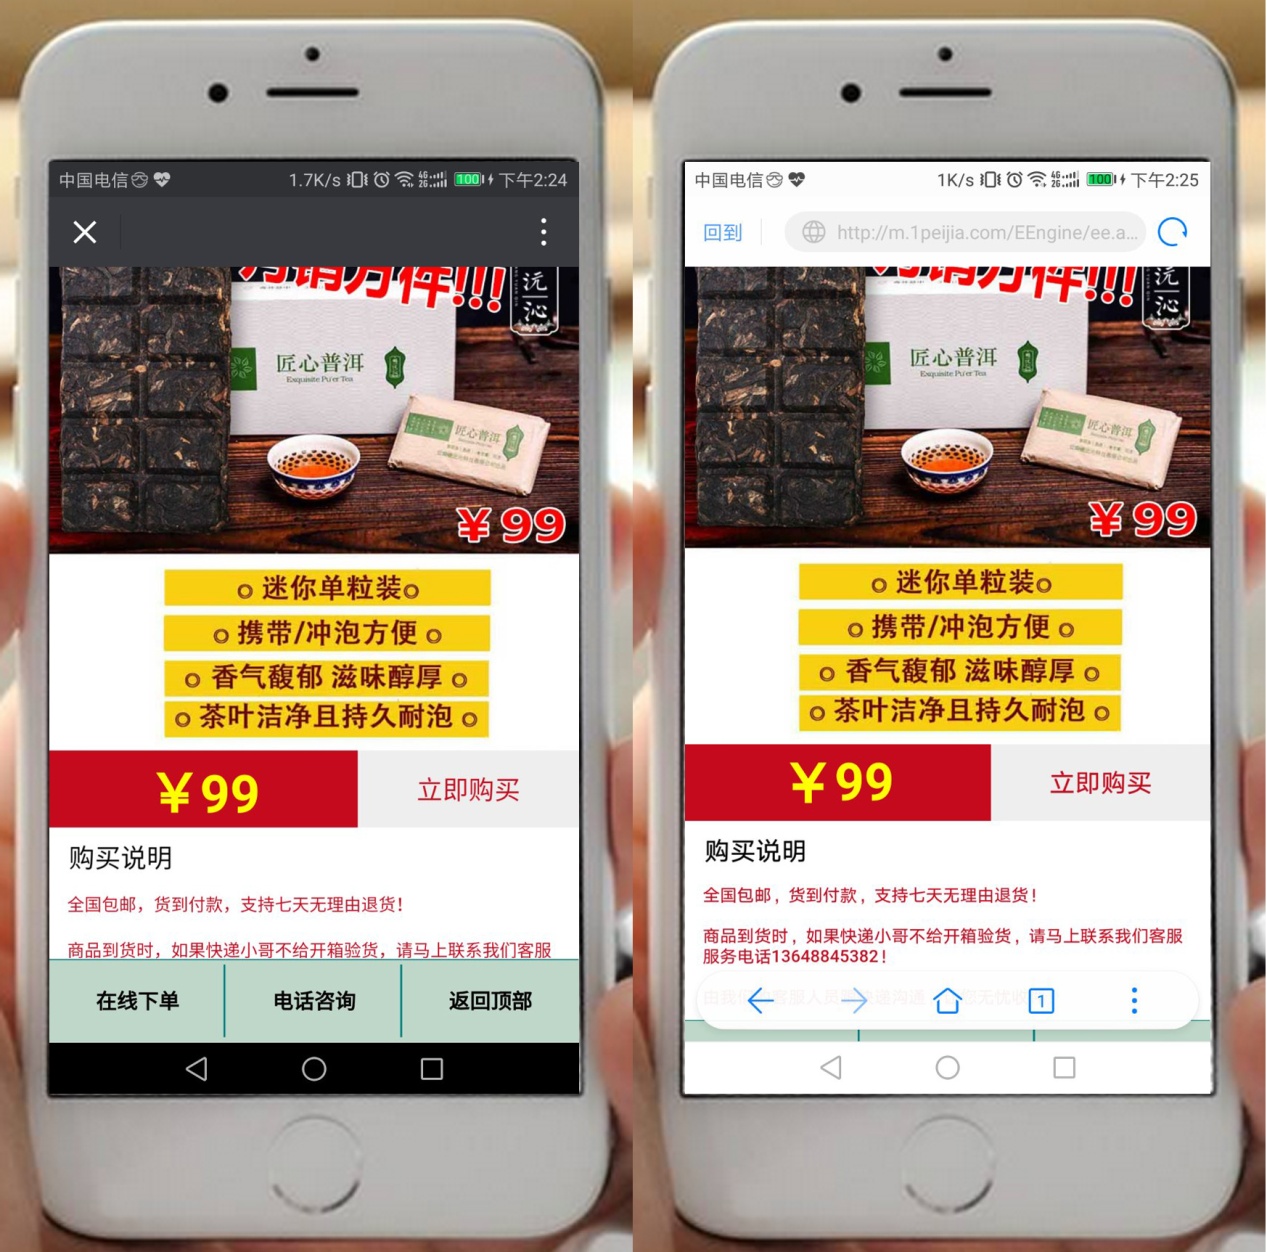 中国电信
1.7K/s
4G
2G
100
下午2:24
沅沁
匠心普洱
Exquisite Pu'er Tea
匠心普洱
¥99
迷你单粒装
携带/冲泡方便
香气馥郁 滋味醇厚
茶叶洁净且持久耐泡
¥99
立即购买
购买说明
全国包邮，货到付款，支持七天无理由退货！
商品到货时，如果快递小哥不给开箱验货，请马上联系我们客服
在线下单
电话咨询
返回顶部
中国电信
1K/s
4G
2G
100
下午2:25
回到
http://m.1peijia.com/EEngine/ee.a...
沅沁
匠心普洱
Exquisite Pu'er Tea
匠心普洱
¥99
迷你单粒装
携带/冲泡方便
香气馥郁 滋味醇厚
茶叶洁净且持久耐泡
¥99
立即购买
购买说明
全国包邮，货到付款，支持七天无理由退货！
商品到货时，如果快递小哥不给开箱验货，请马上联系我们客服
服务电话13648845382！
1